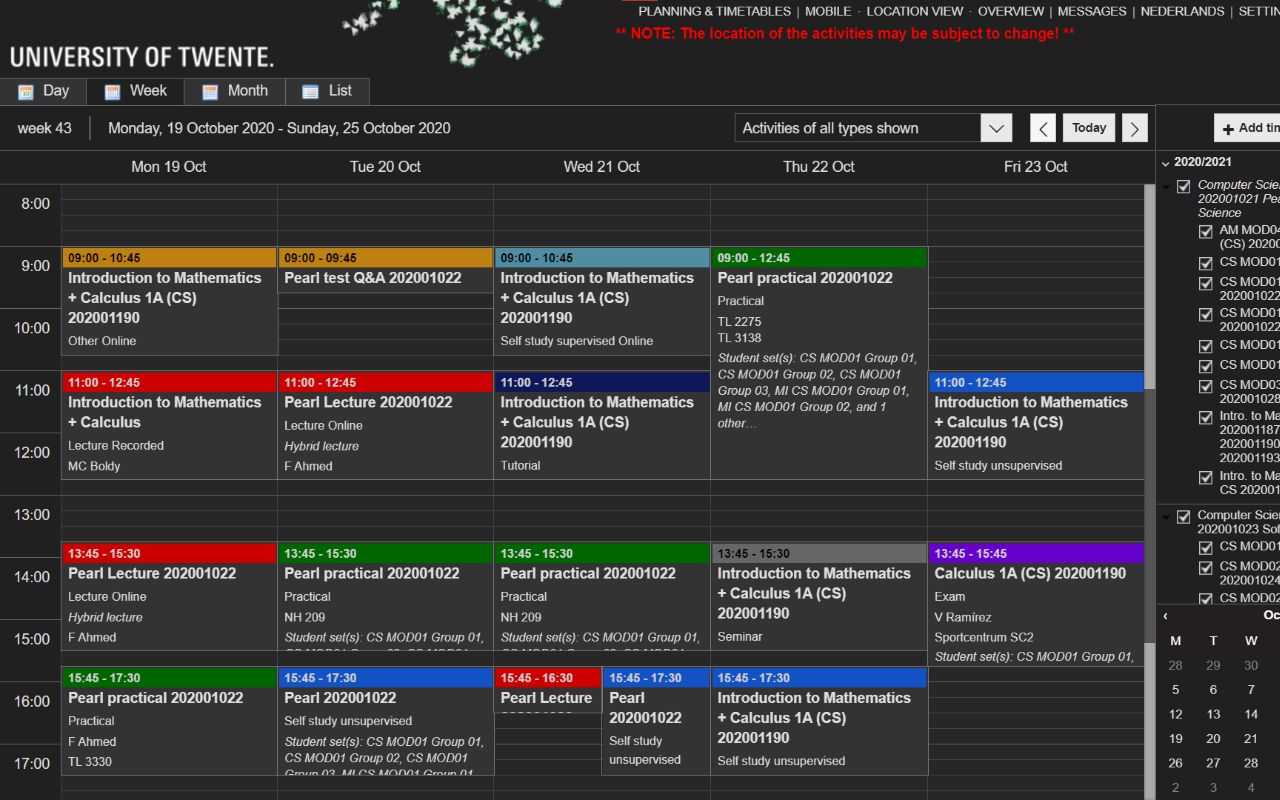 PLANNING & TIMETABLES | MOBILE · LOCATION VIEW · OVERVIEW | MESSAGES | NEDERLANDS |
** NOTE: The location of the activities may be subject to change! **
UNIVERSITY OF TWENTE.
Day Week Month List
week 43 Monday, 19 October 2020 - Sunday, 25 October 2020 Activities of all types shown Today Add
Mon 19 Oct Tue 20 Oct Wed 21 Oct Thu 22 Oct Fri 23 Oct
8:00
9:00
10:00
11:00
12:00
13:00
14:00
15:00
16:00
17:00
09:00 - 10:45
Introduction to Mathematics
+ Calculus 1A (CS)
202001190
Other Online
11:00 - 12:45
Introduction to Mathematics
+ Calculus
Lecture Recorded
MC Boldy
13:45 - 15:30
Pearl Lecture 202001022
Lecture Online
Hybrid lecture
F Ahmed
15:45 - 17:30
Pearl practical 202001022
Practical
F Ahmed
TL 3330
09:00 - 09:45
Pearl test Q&A 202001022
11:00 - 12:45
Pearl Lecture 202001022
Lecture Online
Hybrid lecture
F Ahmed
13:45 - 15:30
Pearl practical 202001022
Practical
NH 209
Student set(s): CS MOD01 Group 01,
15:45 - 17:30
Pearl 202001022
Self study unsupervised
Student set(s): CS MOD01 Group 01,
CS MOD01 Group 02, CS MOD01
Group 03, MI CS MOD01 Group 01,
09:00 - 10:45
Introduction to Mathematics
+ Calculus 1A (CS)
202001190
Self study supervised Online
11:00 - 12:45
Introduction to Mathematics
+ Calculus 1A (CS)
202001190
Tutorial
13:45 - 15:30
Pearl practical 202001022
Practical
NH 209
Student set(s): CS MOD01 Group 01,
15:45 - 16:30
Pearl Lecture
15:45 - 17:30
Pearl
202001022
Self study
unsupervised
09:00 - 12:45
Pearl practical 202001022
Practical
TL 2275
TL 3138
Student set(s): CS MOD01 Group 01,
CS MOD01 Group 02, CS MOD01
Group 03, MI CS MOD01 Group 01,
MI CS MOD01 Group 02, and 1
other…
13:45 - 15:30
Introduction to Mathematics
+ Calculus 1A (CS)
202001190
Seminar
15:45 - 17:30
Introduction to Mathematics
+ Calculus 1A (CS)
202001190
Self study unsupervised
11:00 - 12:45
Introduction to Mathematics
+ Calculus 1A (CS)
202001190
Self study unsupervised
13:45 - 15:45
Calculus 1A (CS) 202001190
Exam
V Ramírez
Sportcentrum SC2
Student set(s): CS MOD01 Group 01,
2020/2021
Computer
202001021
Science
AM MOD04
(CS)
CS MOD01
CS MOD01
202001022
CS MOD01
202001022
CS MOD01
CS MOD01
CS MOD03
202001028
Intro. to
202001187
202001190
202001193
Intro. to
CS
Computer
202001023
CS MOD01
CS MOD02
202001024
CS MOD02
M T W
28 29 30
5 6 7
12 13 14
19 20 21
26 27 28
2 3 4